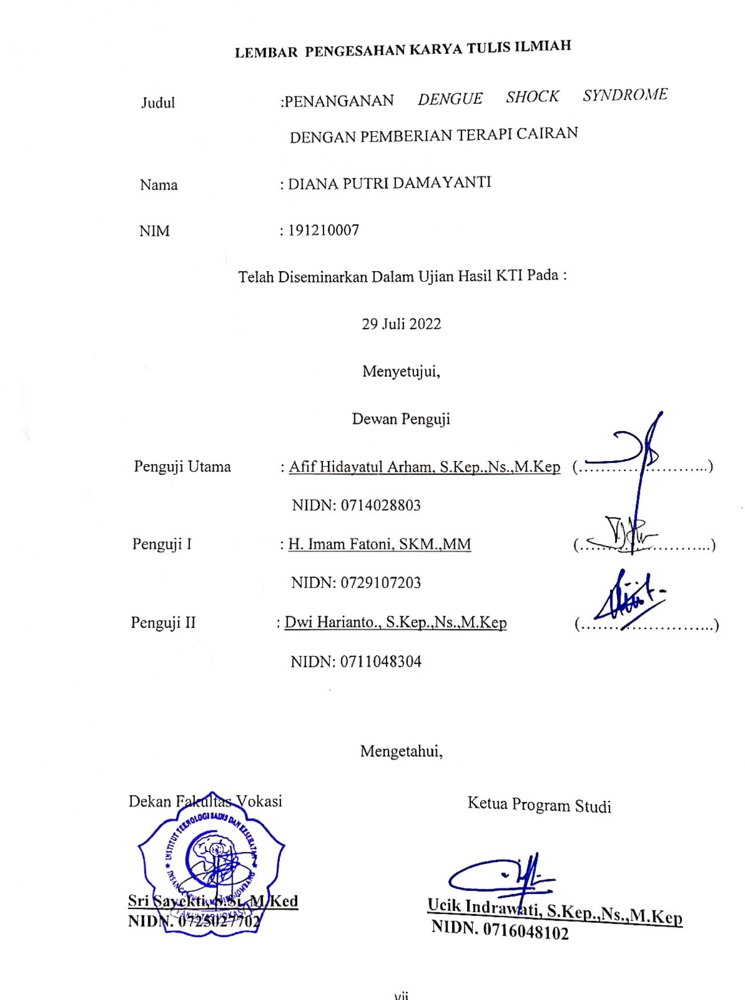 LEMBAR PENGESAHAN KARYA TULIS ILMIAH
Judul :PENANGANAN DENGUE SHOCK SYNDROME
DENGAN PEMBERIAN TERAPI CAIRAN
Nama : DIANA PUTRI DAMAYANTI
NIM : 191210007
Telah Diseminarkan Dalam Ujian Hasil KTI Pada :
29 Juli 2022
Menyetujui,
Dewan Penguji
Penguji Utama : Afif Hidayatul Arham, S.Kep.,Ns.,M.Kep (……………………..)
NIDN: 0714028803
Penguji I : H. Imam Fatoni, SKM.,MM (……………………..)
NIDN: 0729107203
Penguji II : Dwi Harianto., S.Kep.,Ns.,M.Kep (……………………..)
NIDN: 0711048304
Mengetahui,
Dekan Fakultas Vokasi Ketua Program Studi
INSTITUT TEKNOLOGI SAINS DAN KESEHATAN
FAKULTAS VOKASI
Sri Sayekti, S.Si., M.Ked Ucik Indrawati, S.Kep.,Ns.,M.Kep
NIDN. 0725027702 NIDN. 0716048102
vii